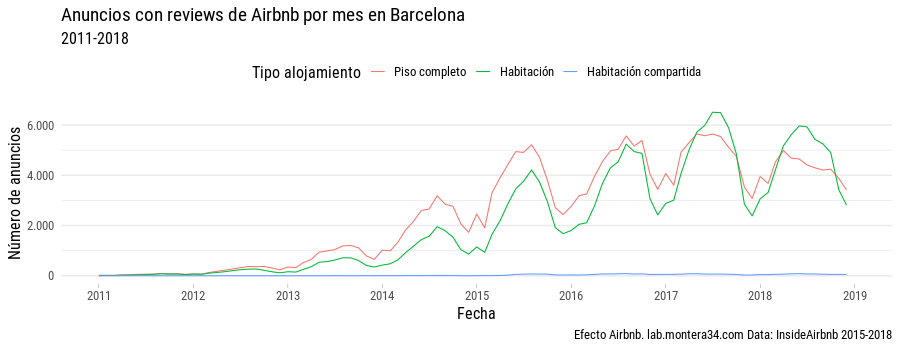 Anuncios con reviews de Airbnb por mes en Barcelona
2011-2018
Tipo alojamiento Piso completo Habitación Habitación compartida
Número de anuncios
6.000
4.000
2.000
0
2011 2012 2013 2014 2015 2016 2017 2018 2019
Fecha
Efecto Airbnb. lab.montera34.com Data: InsideAirbnb 2015-2018